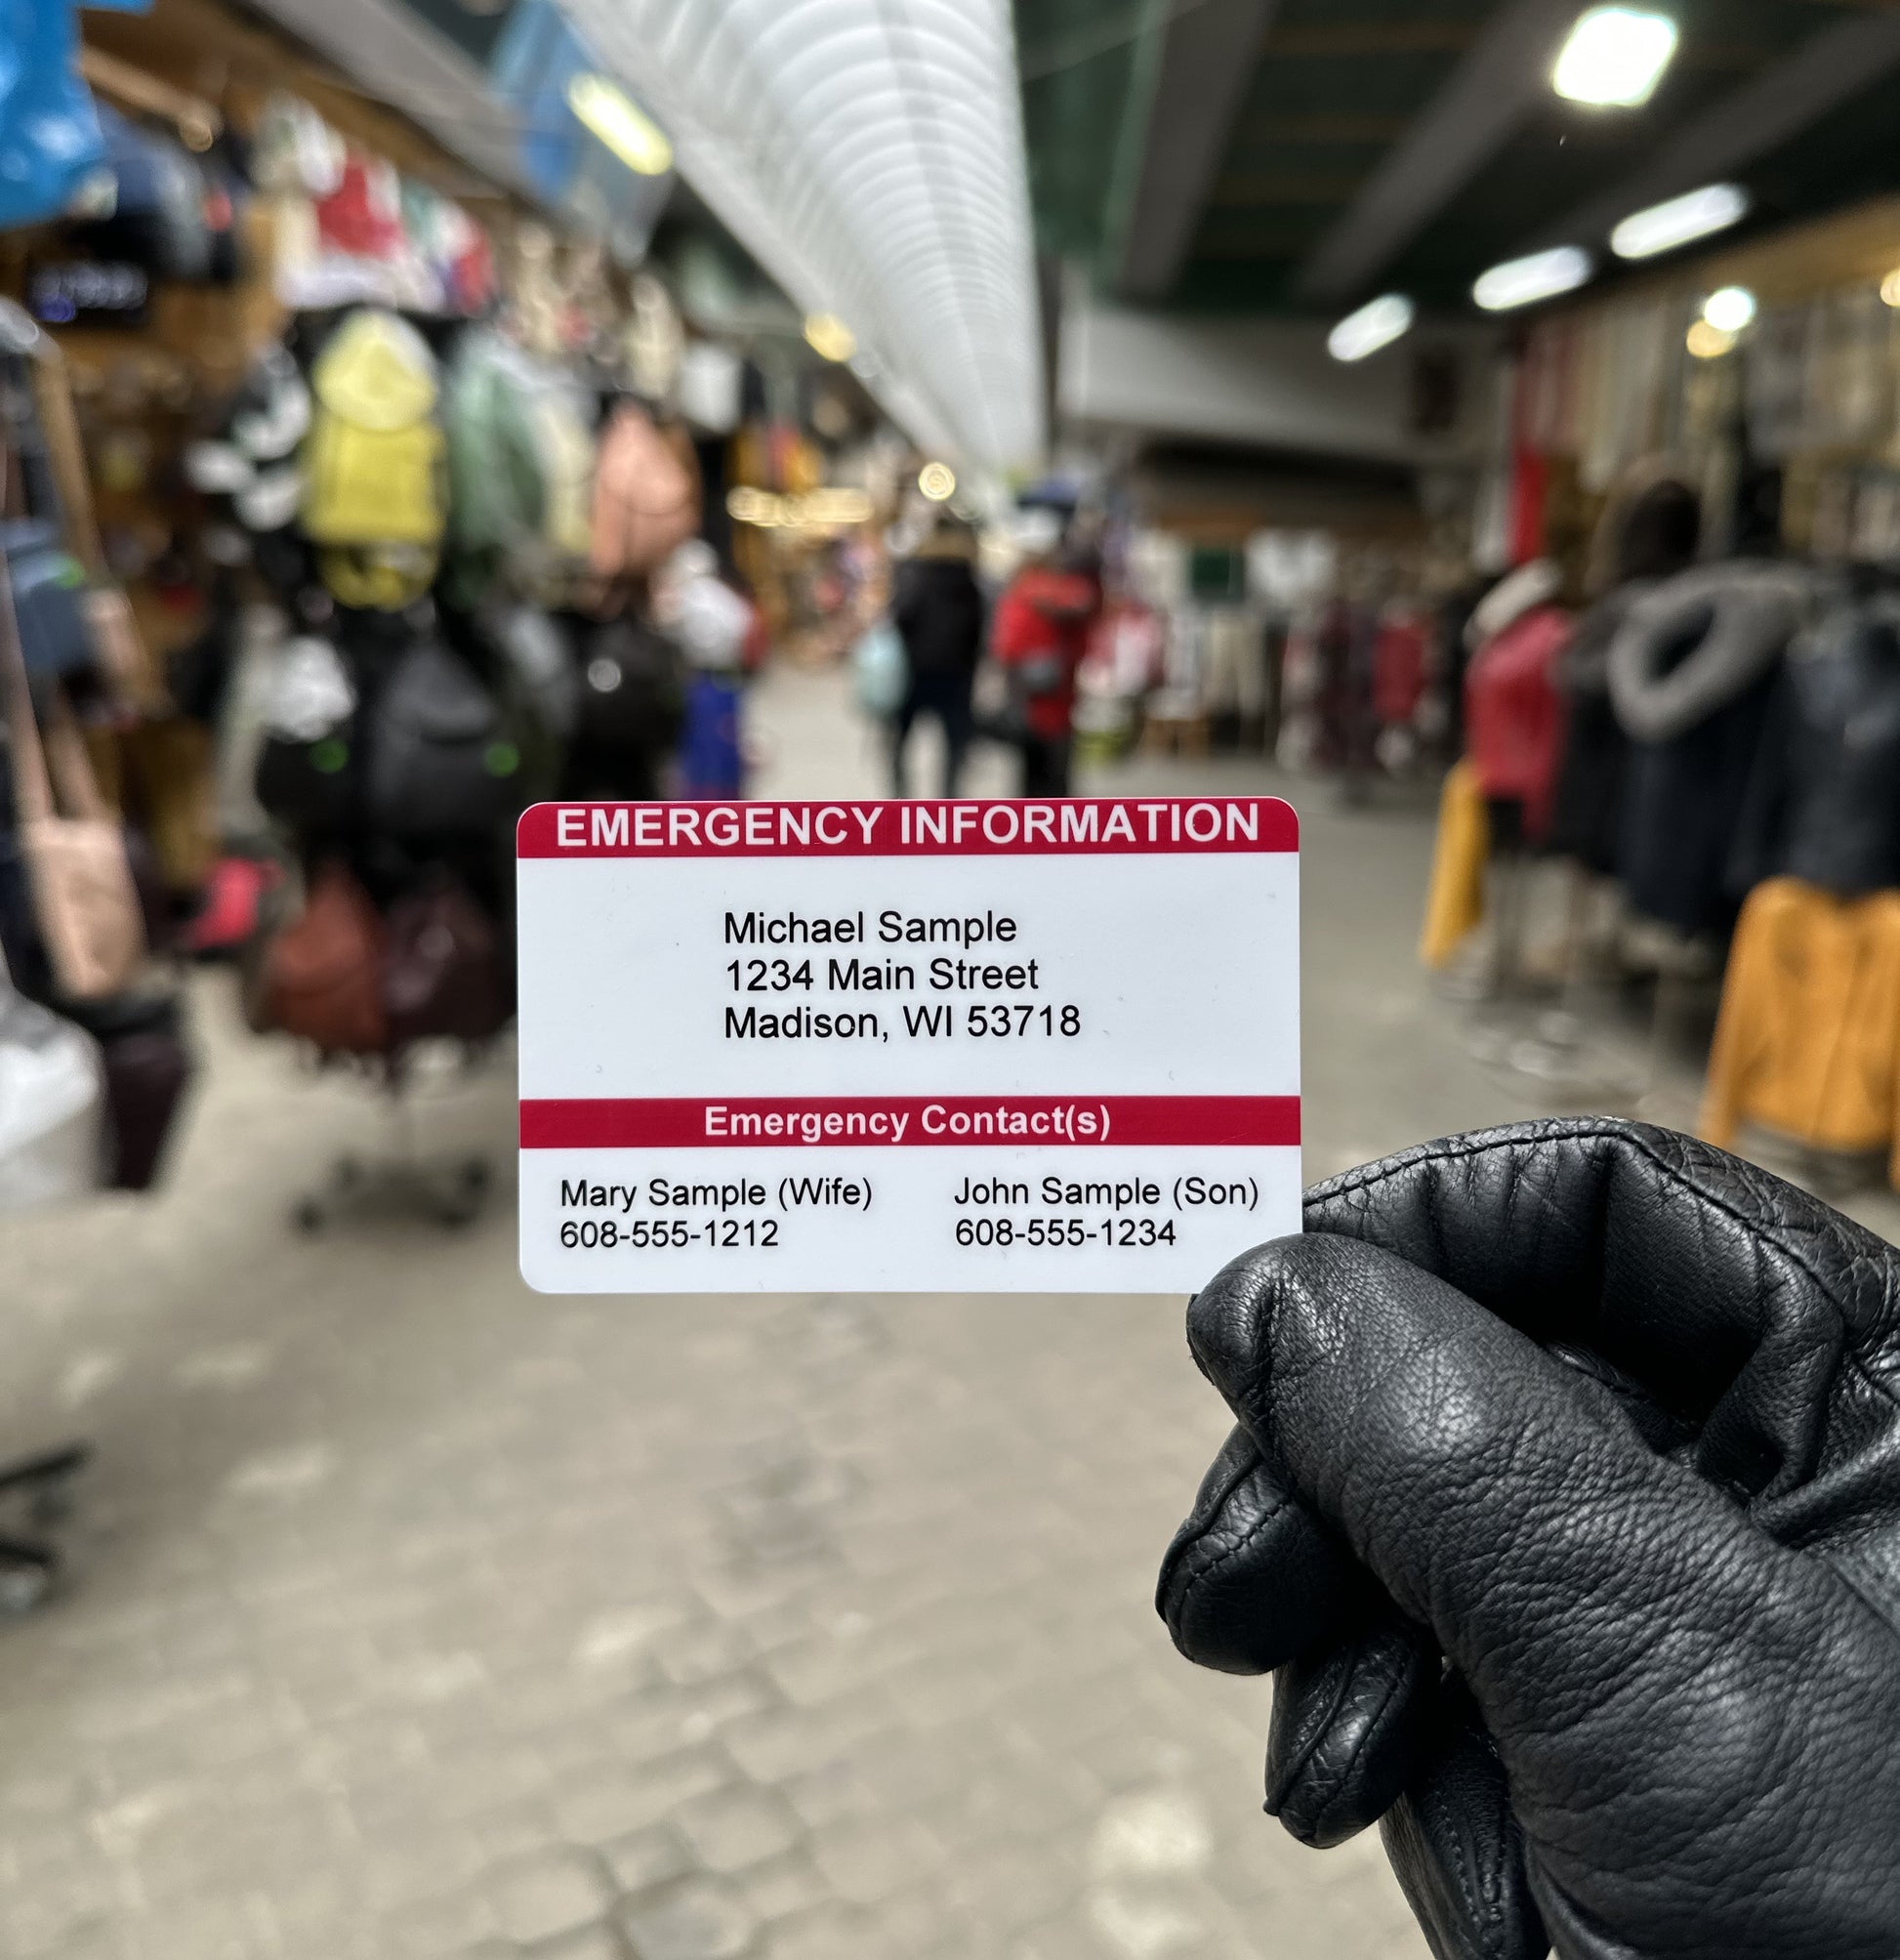 EMERGENCY INFORMATION
Michael Sample
1234 Main Street
Madison, WI 53718
Emergency Contact(s)
Mary Sample (Wife)
608-555-1212
John Sample (Son)
608-555-1234